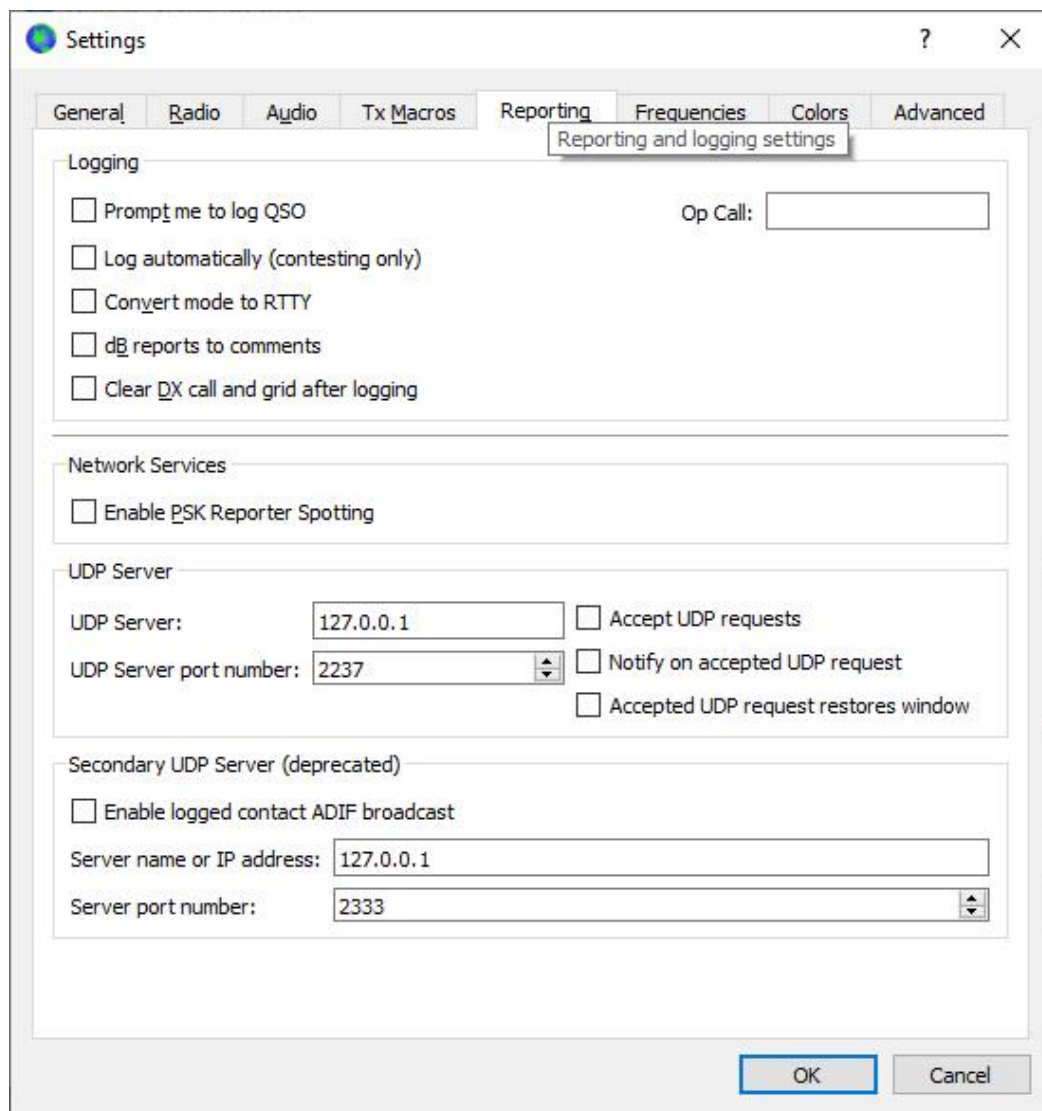 Settings
?
General Radio Audio Tx Macros Reporting Frequencies Colors Advanced
Reporting and logging settings
Logging
Prompt me to log QSO Op Call:
Log automatically (contesting only)
Convert mode to RTTY
dB reports to comments
Clear DX call and grid after logging
Network Services
Enable PSK Reporter Spotting
UDP Server
UDP Server: 127.0.0.1 Accept UDP requests
UDP Server port number: 2237 Notify on accepted UDP request
Accepted UDP request restores window
Secondary UDP Server (deprecated)
Enable logged contact ADIF broadcast
Server name or IP address: 127.0.0.1
Server port number: 2333
OK Cancel